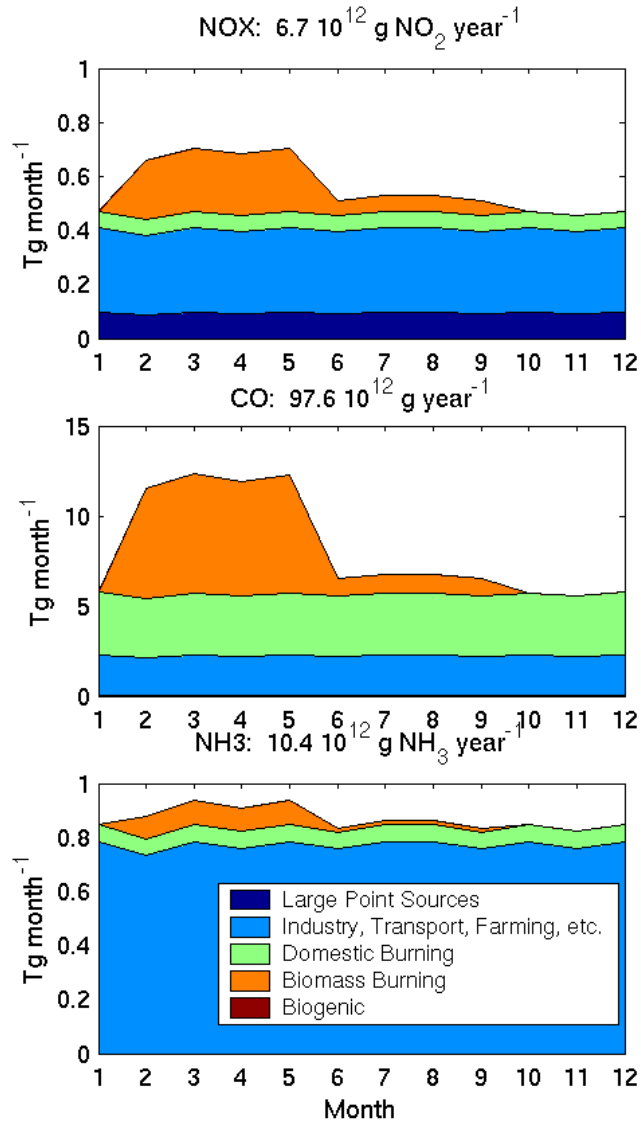 NOX: 6.7 10^12 g NO_2 year^-1
1
0.8
0.6
0.4
0.2
0
Tg month^-1
1 2 3 4 5 6 7 8 9 10 11 12
CO: 97.6 10^12 g year^-1
15
10
5
0
Tg month^-1
1 2 3 4 5 6 7 8 9 10 11 12
NH3: 10.4 10^12 g NH_3 year^-1
1
0.8
0.6
0.4
0.2
0
Tg month^-1
Large Point Sources
Industry, Transport, Farming, etc.
Domestic Burning
Biomass Burning
Biogenic
1 2 3 4 5 6 7 8 9 10 11 12
Month